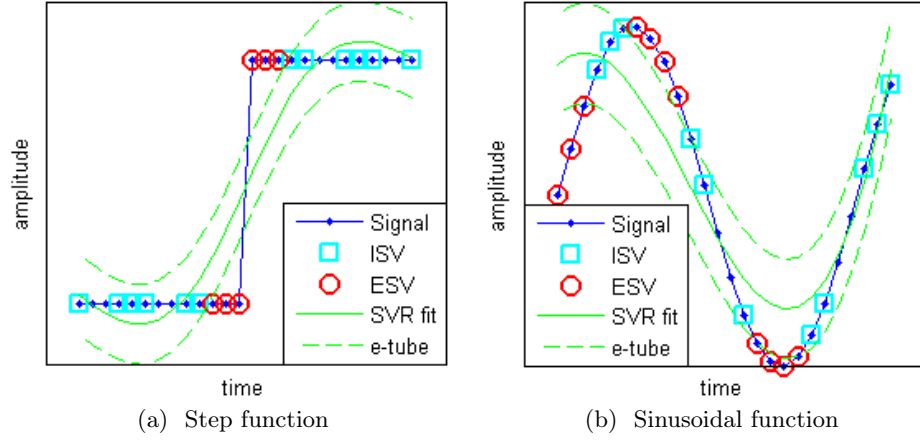 amplitude
Signal
ISV
ESV
SVR fit
e-tube
time
(a) Step function
amplitude
Signal
ISV
ESV
SVR fit
e-tube
time
(b) Sinusoidal function